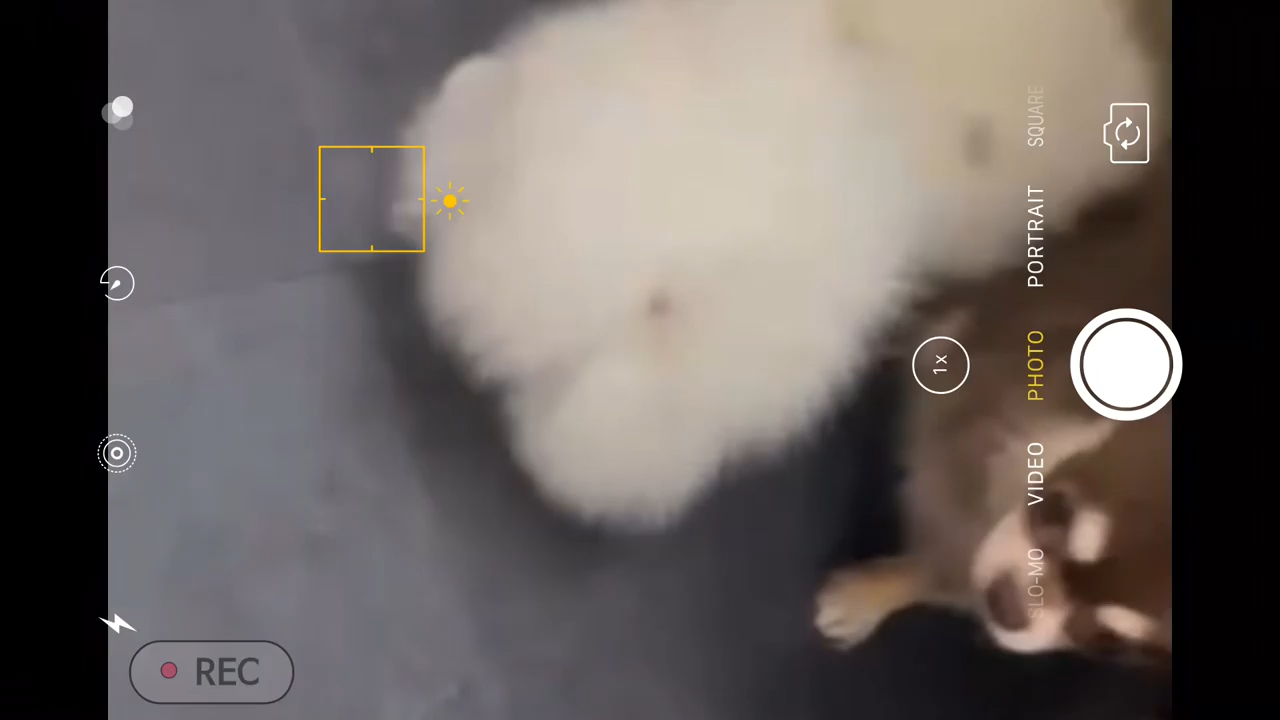 SQUARE
PORTRAIT
PHOTO
VIDEO
SLO-MO
1x
REC